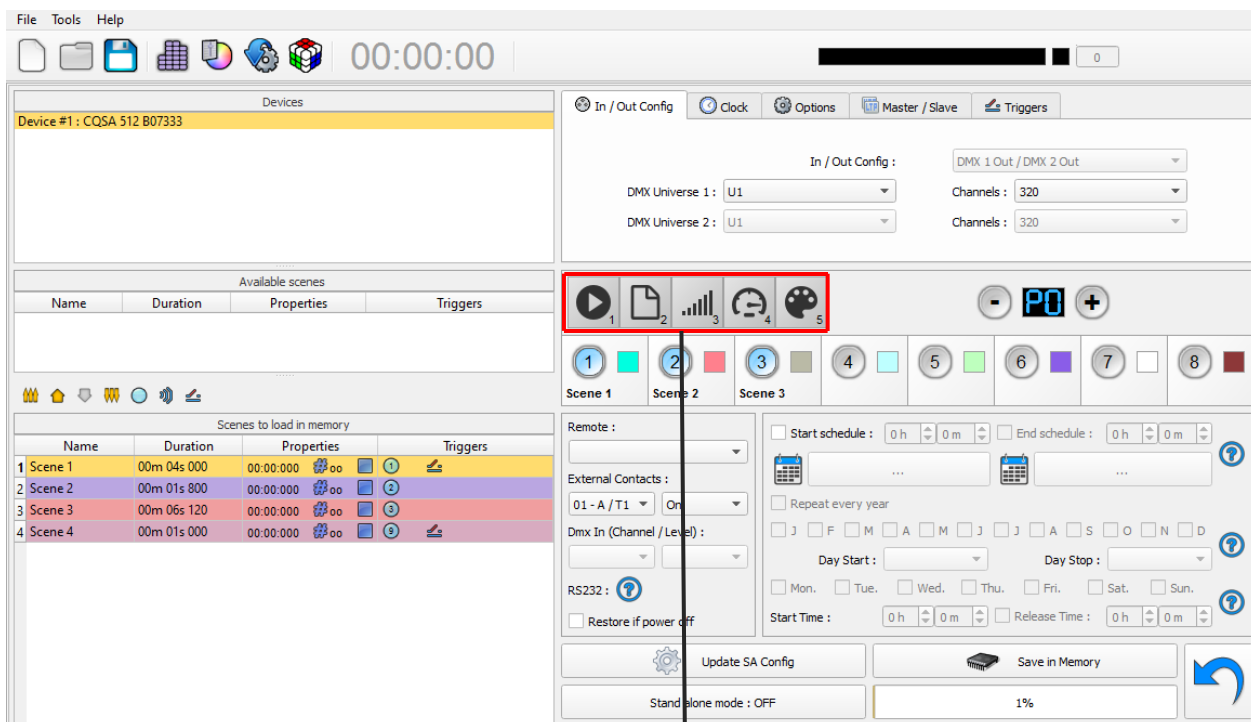 File Tools Help
00:00:00
0
Devices
Device #1 : CQSA 512 B07333
In / Out Config Clock Options Master / Slave Triggers
In / Out Config : DMX 1 Out / DMX 2 Out
DMX Universe 1 : U1 Channels : 320
DMX Universe 2 : U1 Channels : 320
Available scenes
Name Duration Properties Triggers
1 2 3 4 5
- P0 +
1 2 3 4 5 6 7 8
Scene 1 Scene 2 Scene 3
Scenes to load in memory
Name Duration Properties Triggers
1 Scene 1 00m 04s 000 00:00:000 # oo 1
2 Scene 2 00m 01s 800 00:00:000 # oo 2
3 Scene 3 00m 06s 120 00:00:000 # oo 3
4 Scene 4 00m 01s 000 00:00:000 # oo 9
Remote :
External Contacts :
01 - A / T1 On
Dmx In (Channel / Level) :
RS232 : ?
Restore if power off
Start schedule : 0 h 0 m End schedule : 0 h 0 m ?
... ...
Repeat every year
J F M A M J J A S O N D ?
Day Start : Day Stop :
Mon. Tue. Wed. Thu. Fri. Sat. Sun. ?
Start Time : 0 h 0 m Release Time : 0 h 0 m
Update SA Config Save in Memory
Stand alone mode : OFF 1%